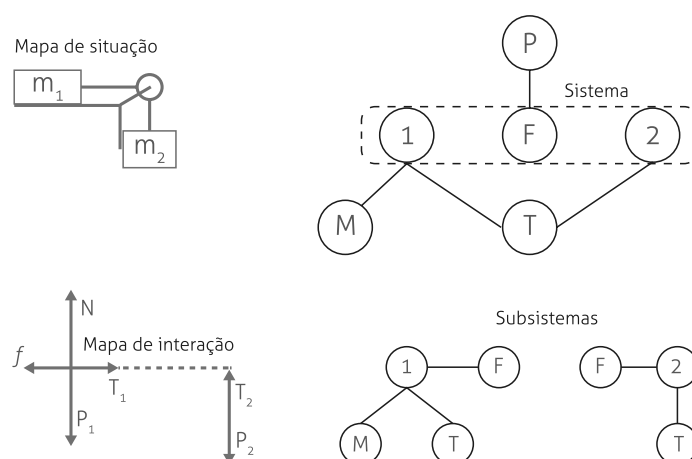 Mapa de situação
m1
m2
P
Sistema
1
F
2
M
T
N
Mapa de interação
f
T1
T2
P1
P2
Subsistemas
1
F
F
2
M
T
T